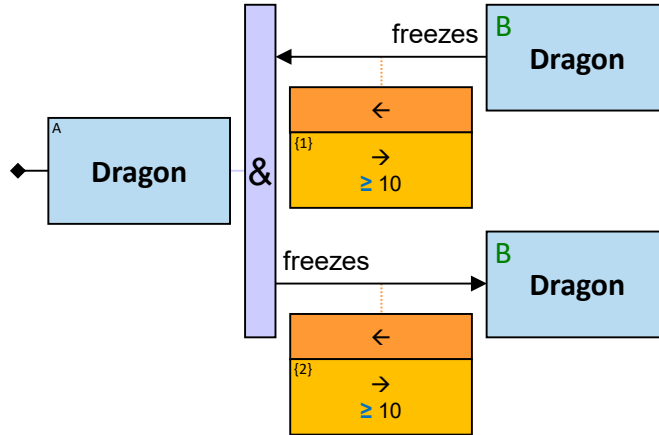 freezes
B
Dragon
←
{1}
→
≥ 10
A
Dragon
&
B
Dragon
freezes
←
{2}
→
≥ 10